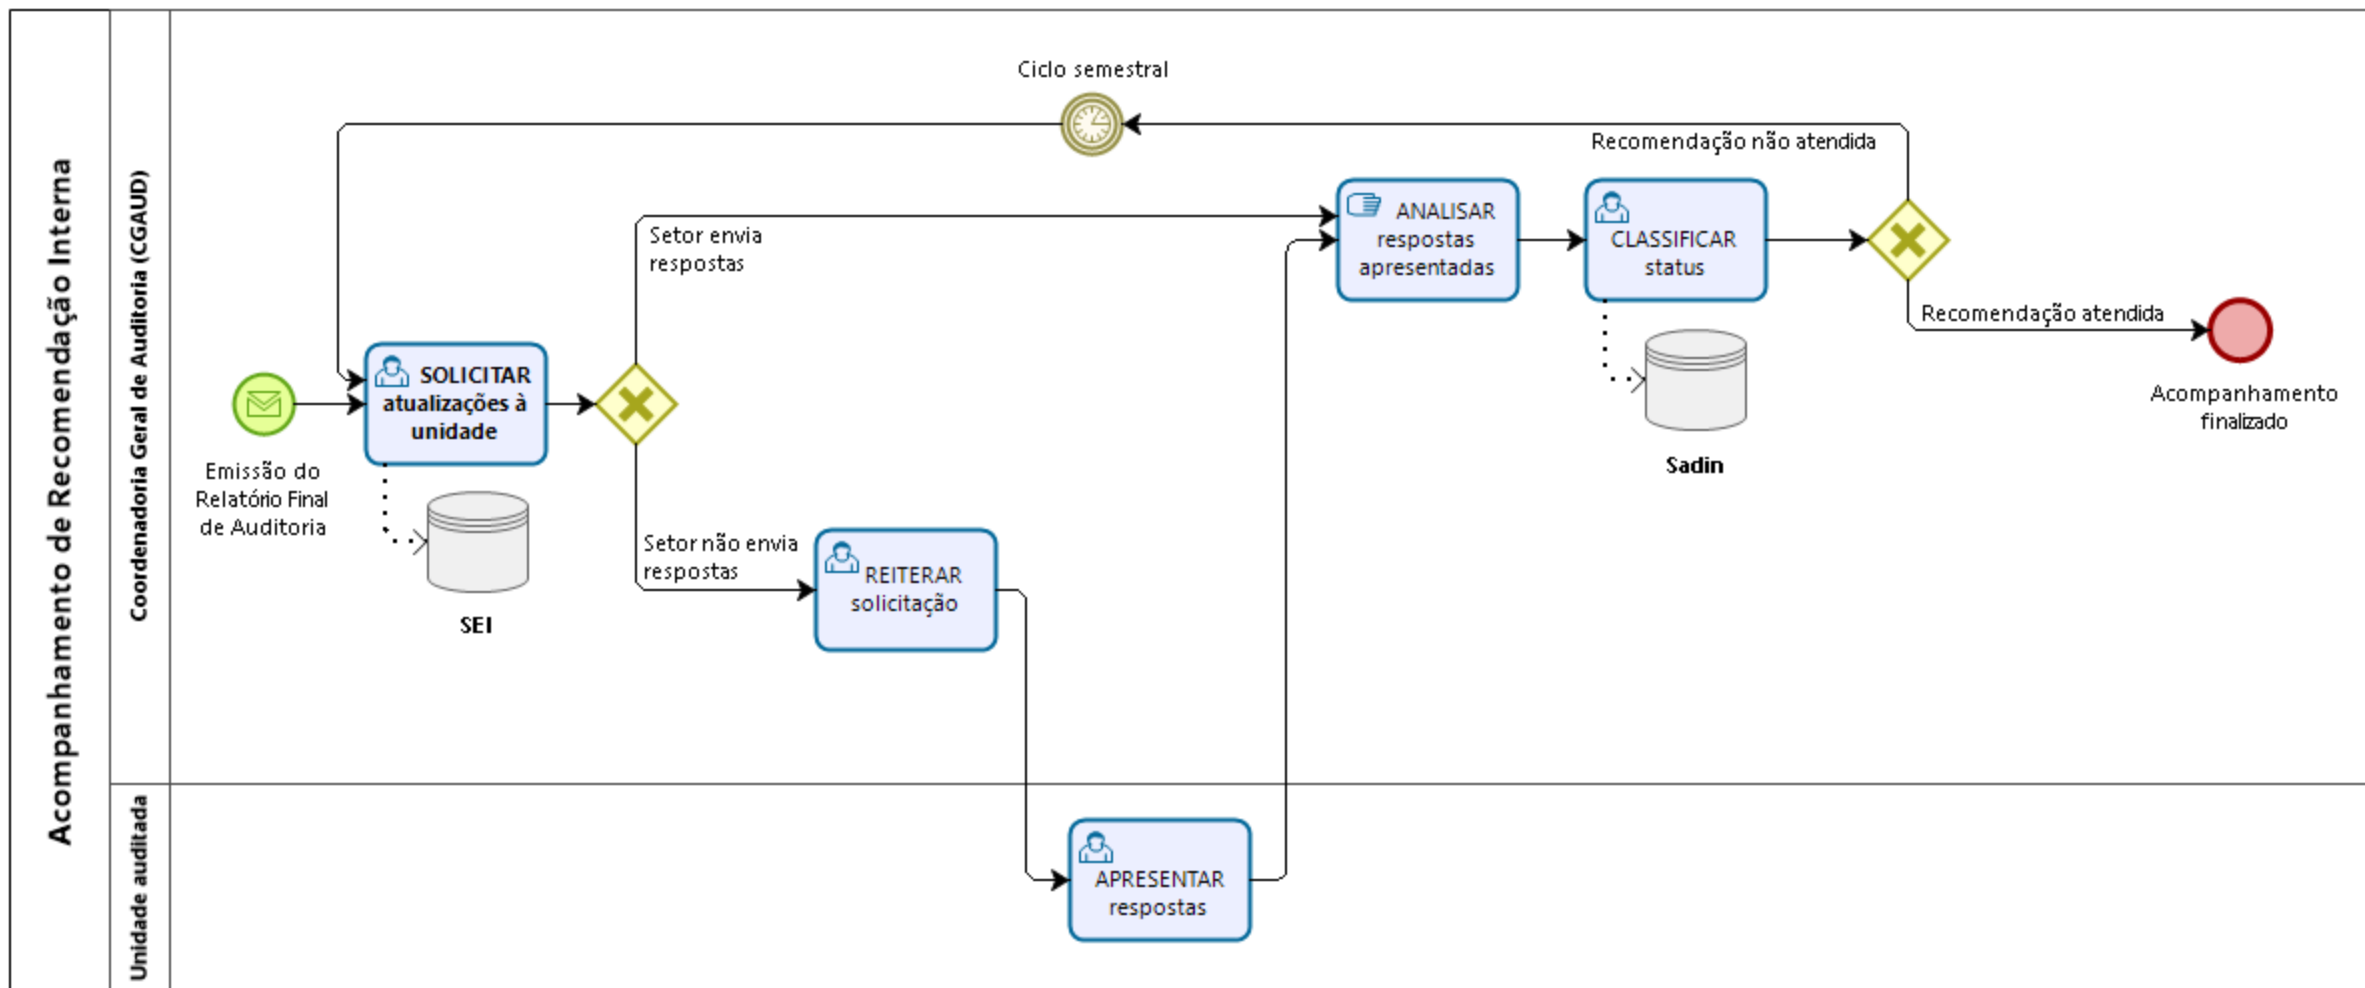 Acompanhamento de Recomendação Interna
Coordenadoria Geral de Auditoria (CGAUD)
Ciclo semestral
Recomendação não atendida
Setor envia
respostas
ANALISAR
respostas
apresentadas
CLASSIFICAR
status
Recomendação atendida
Acompanhamento
finalizado
Sadin
SOLICITAR
atualizações à
unidade
Emissão do
Relatório Final
de Auditoria
SEI
Setor não envia
respostas
REITERAR
solicitação
Unidade auditada
APRESENTAR
respostas